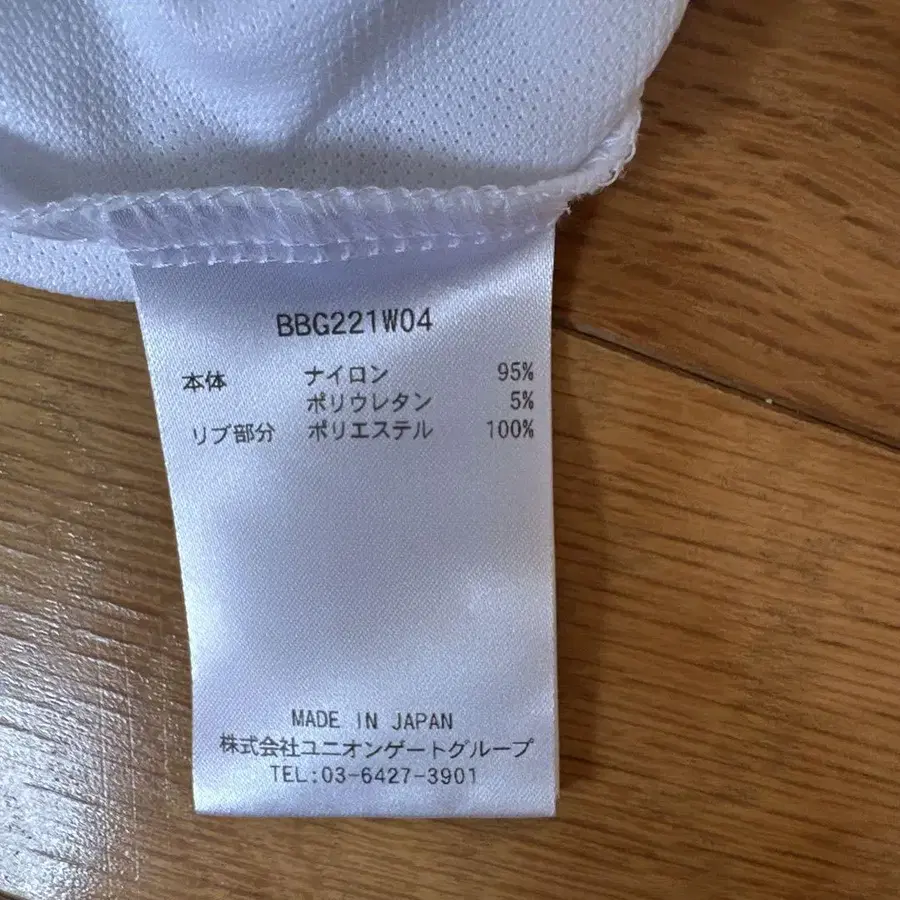 BBG221W04
本体 ナイロン 95%
ポリウレタン 5%
リブ部分 ポリエステル 100%
MADE IN JAPAN
株式会社ユニオンゲートグループ
TEL:03-6427-3901